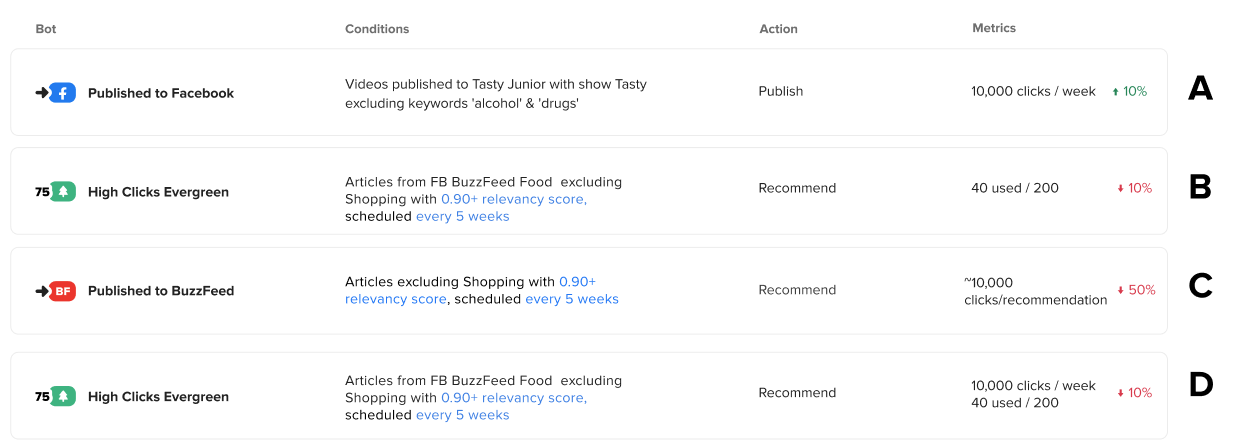 Bot Conditions Action Metrics
Published to Facebook
Videos published to Tasty Junior with show Tasty
excluding keywords 'alcohol' & 'drugs'
Publish
10,000 clicks / week
10%
A
75
High Clicks Evergreen
Articles from FB BuzzFeed Food excluding
Shopping with 0.90+ relevancy score,
scheduled every 5 weeks
Recommend
40 used / 200
10%
B
BF
Published to BuzzFeed
Articles excluding Shopping with 0.90+
relevancy score, scheduled every 5 weeks
Recommend
~10,000
clicks/recommendation
50%
C
75
High Clicks Evergreen
Articles from FB BuzzFeed Food excluding
Shopping with 0.90+ relevancy score,
scheduled every 5 weeks
Recommend
10,000 clicks / week
40 used / 200
10%
D